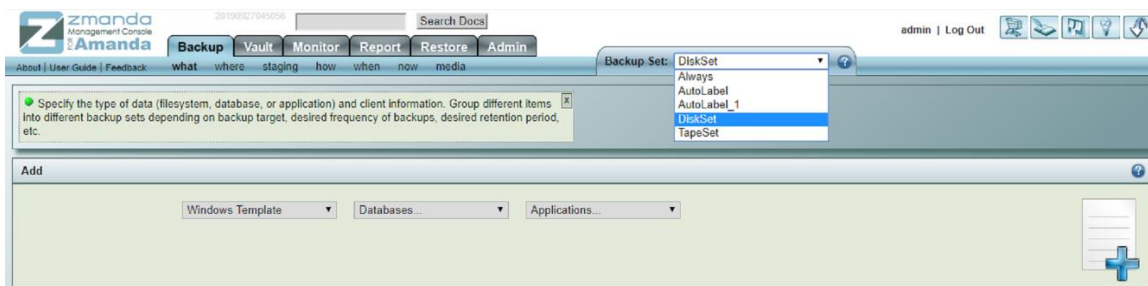 20190927045056
Search Docs
zmanda
Management Console
FOR Amanda
admin | Log Out
Backup Vault Monitor Report Restore Admin
Backup Set: DiskSet
About | User Guide | Feedback
what where staging how when now media
Always
AutoLabel
AutoLabel_1
DiskSet
TapeSet
Specify the type of data (filesystem, database, or application) and client information. Group different items
into different backup sets depending on backup target, desired frequency of backups, desired retention period,
etc.
Add
Windows Template Databases... Applications...